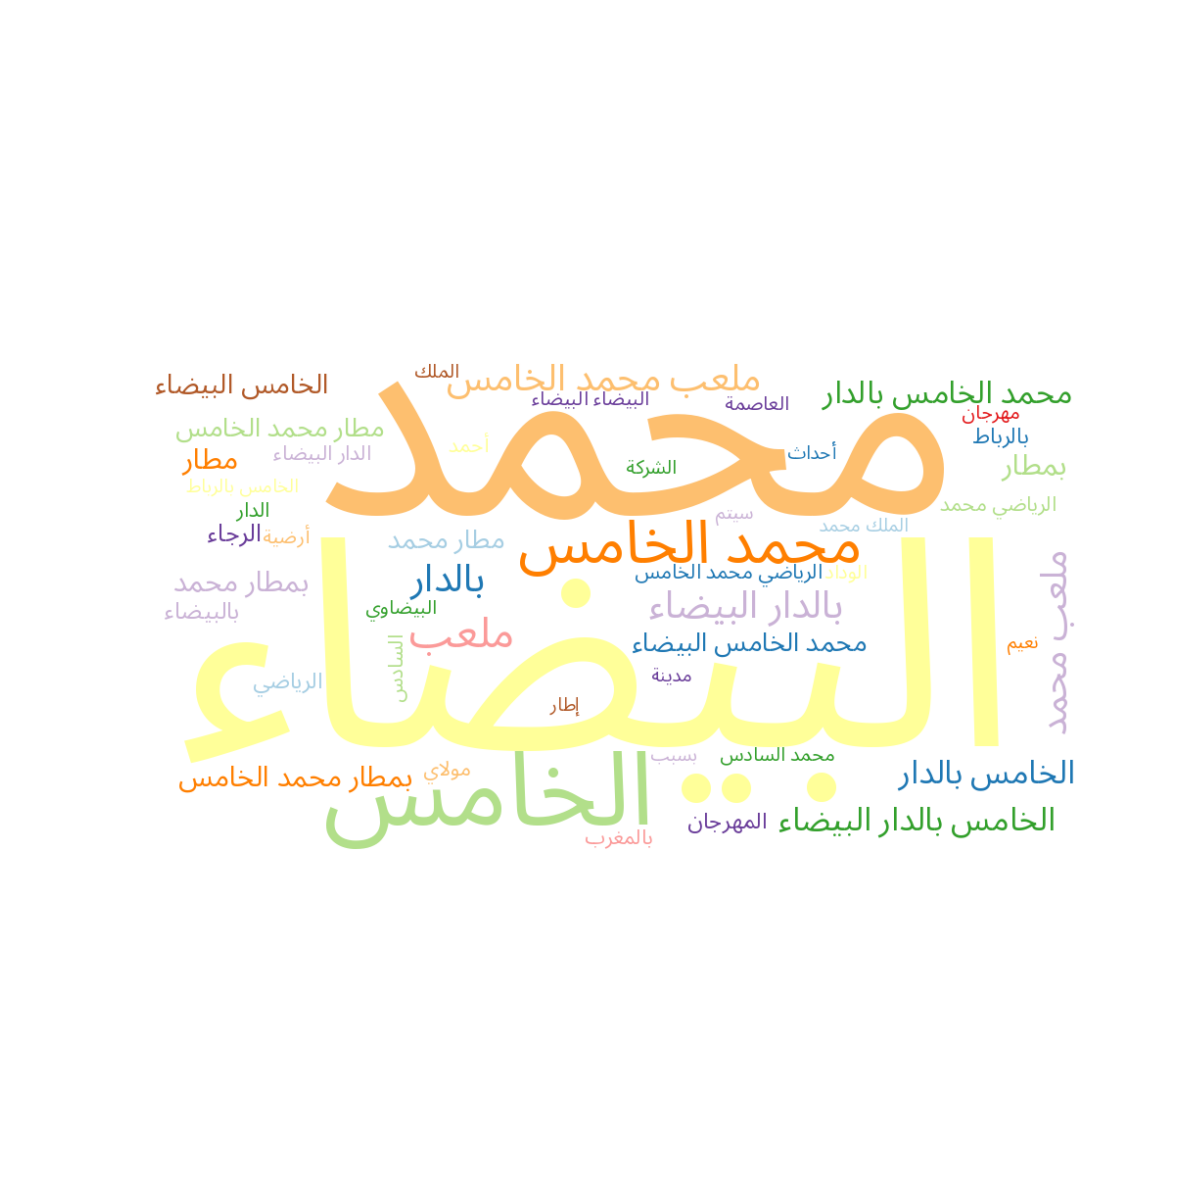 الملك
ملعب محمد الخامس
الخامس البيضاء
محمد الخامس بالدار
البيضاء البيضاء
العاصمة
مهرجان
محمد
مطار محمد الخامس
بالرباط
أحمد
أحداث
الدار البيضاء
مطار
الشركة
بمطار
الخامس بالرباط
الرياضي محمد
الدار
سيتم
الملك محمد
الرجاء
أرضية
مطار محمد
محمد الخامس
الرياضي محمد الخامس
الوداد
بمطار محمد
بالدار
بالدار البيضاء
البيضاوي
بالبيضاء
ملعب
محمد الخامس البيضاء
نعيم
ملعب محمد
السادس
البيضاء
مدينة
الرياضي
إطار
محمد السادس
بسبب
مولاي
بمطار محمد الخامس
الخامس بالدار
الخامس
المهرجان
الخامس بالدار البيضاء
بالمغرب